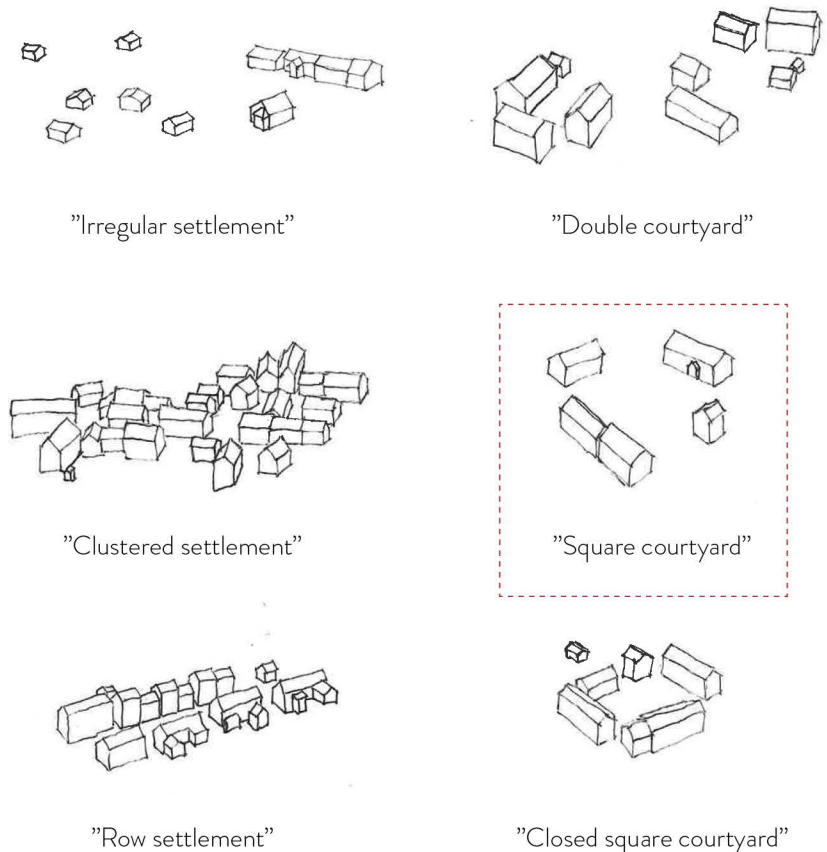 ”Irregular settlement”
”Double courtyard”
”Clustered settlement”
”Square courtyard”
”Row settlement”
”Closed square courtyard”